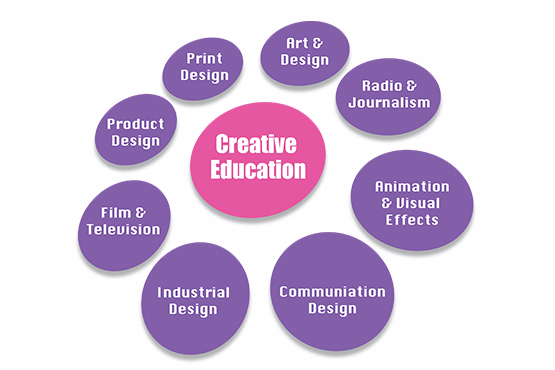 Creative
Education
Art &
Design
Radio &
Journalism
Animation
& Visual
Effects
Communiation
Design
Industrial
Design
Film &
Television
Product
Design
Print
Design